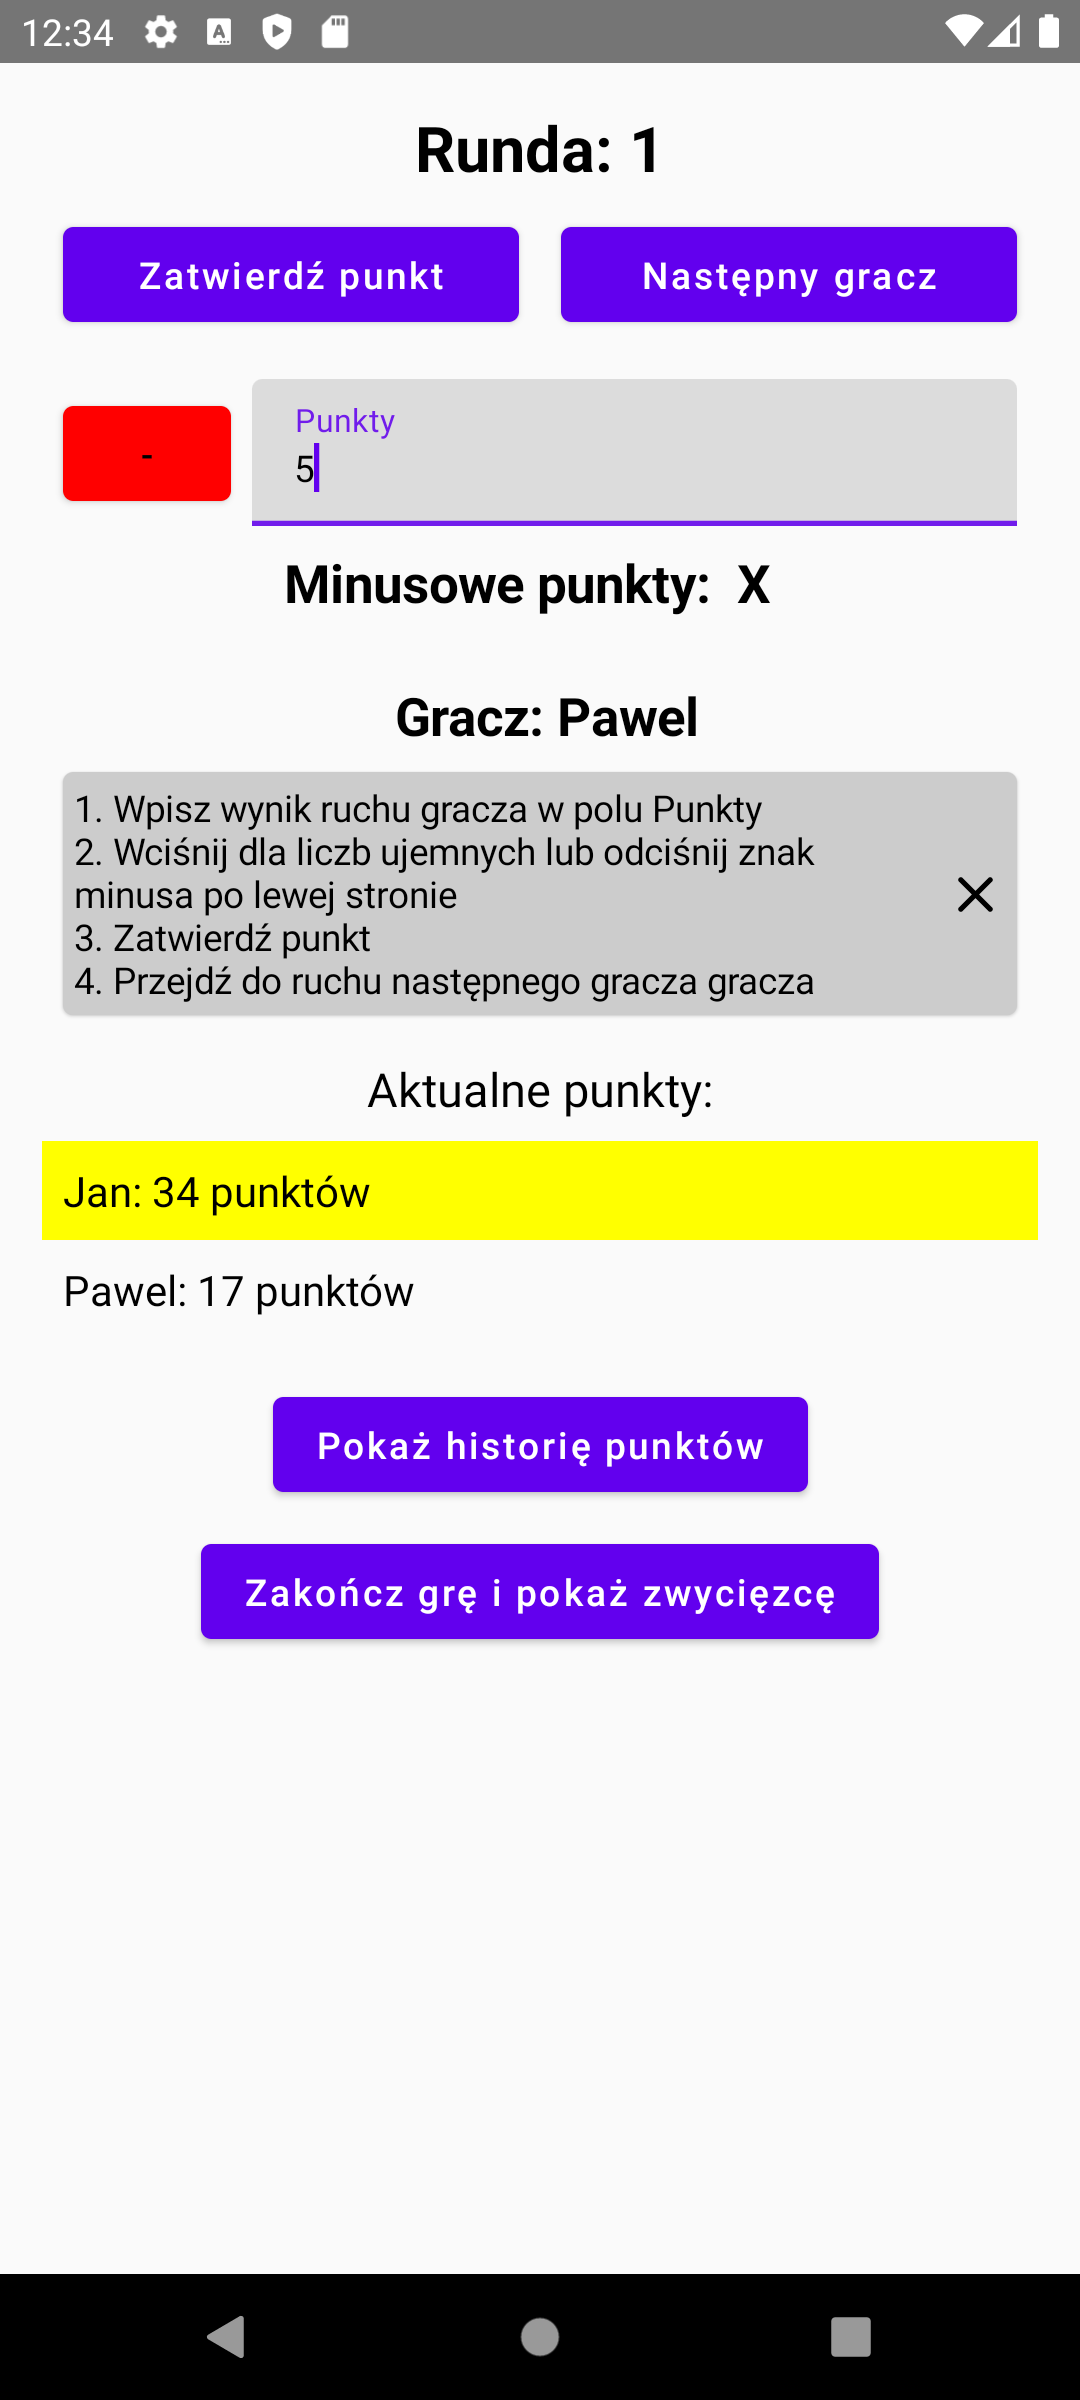 12:34
Runda: 1
Zatwierdź punkt
Następny gracz
-
Punkty
5
Minusowe punkty: X
Gracz: Pawel
1. Wpisz wynik ruchu gracza w polu Punkty
2. Wciśnij dla liczb ujemnych lub odciśnij znak
minusa po lewej stronie
3. Zatwierdź punkt
4. Przejdź do ruchu następnego gracza gracza
Aktualne punkty:
Jan: 34 punktów
Pawel: 17 punktów
Pokaż historię punktów
Zakończ grę i pokaż zwycięzcę